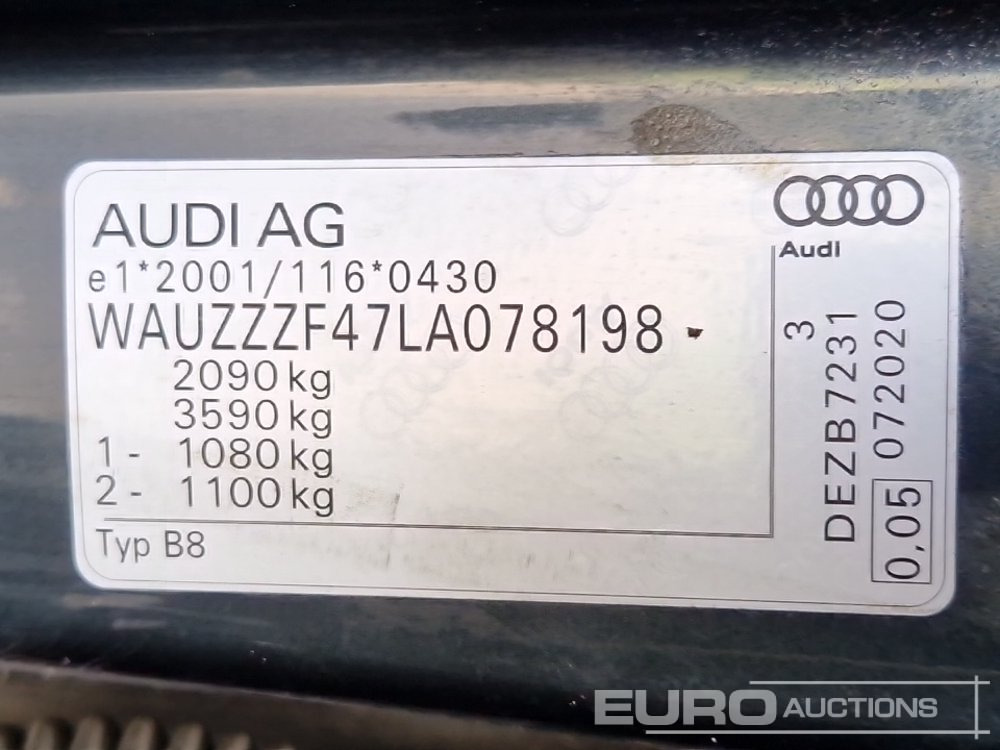 AUDI AG
e1*2001/116*0430
WAUZZZF47LA078198
2090 kg
3590 kg
1- 1080 kg
2- 1100 kg
Typ B8
Audi
3
DEZB7231
0,05 072020
EURO AUCTIONS